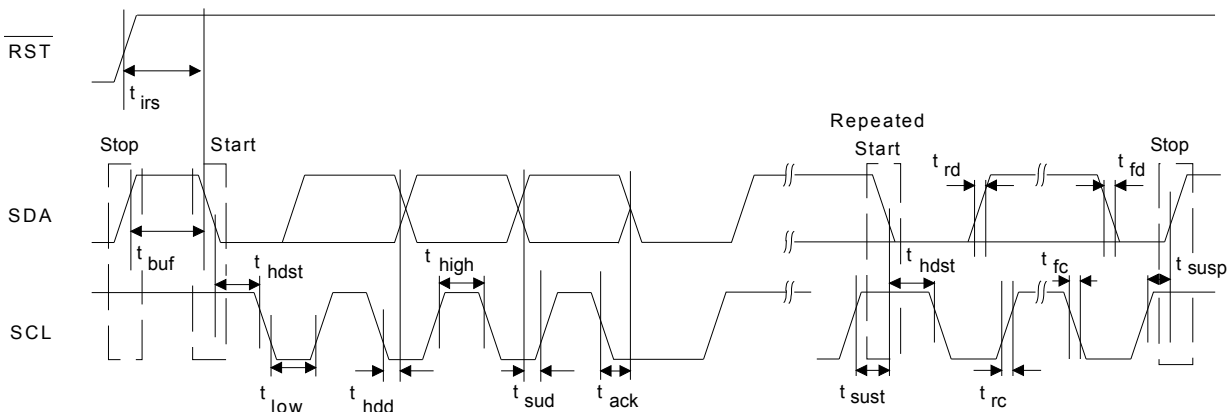 RST
t irs
Repeated
Stop
Start
Start
Stop
t rd
t fd
SDA
t buf
t hdst
t high
t hdst
t fc
t susp
SCL
t low
t hdd
t sud
t ack
t sust
t rc